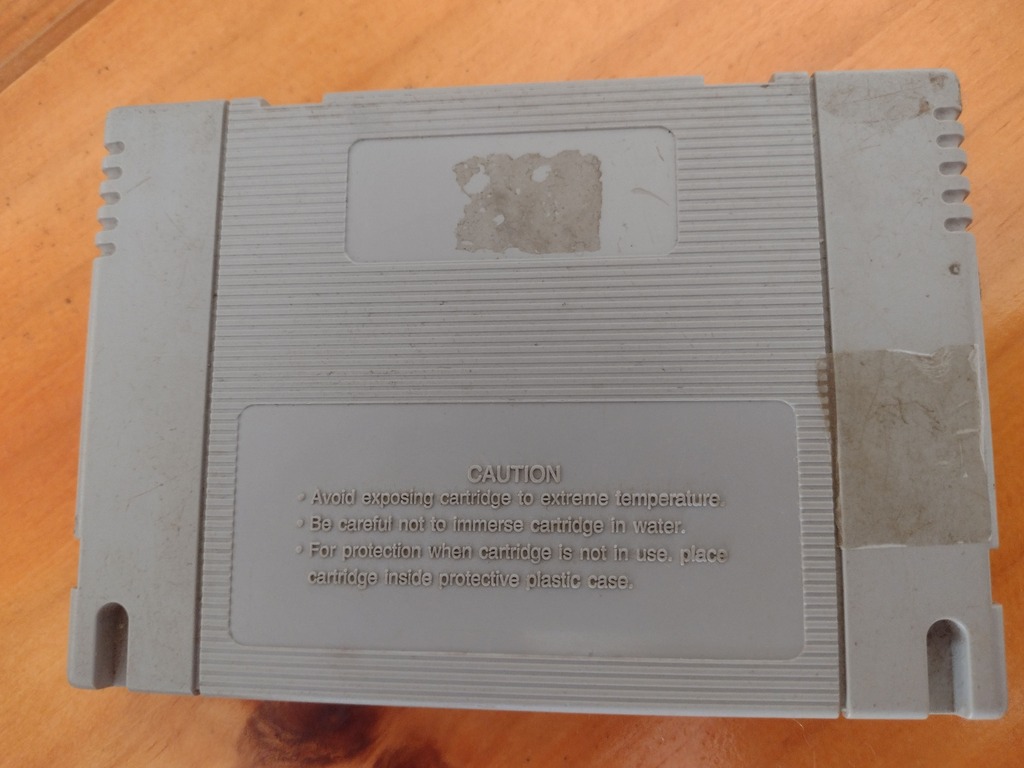 CAUTION
• Avoid exposing cartridge to extreme temperature.
• Be careful not to immerse cartridge in water.
• For protection when cartridge is not in use, place
cartridge inside protective plastic case.